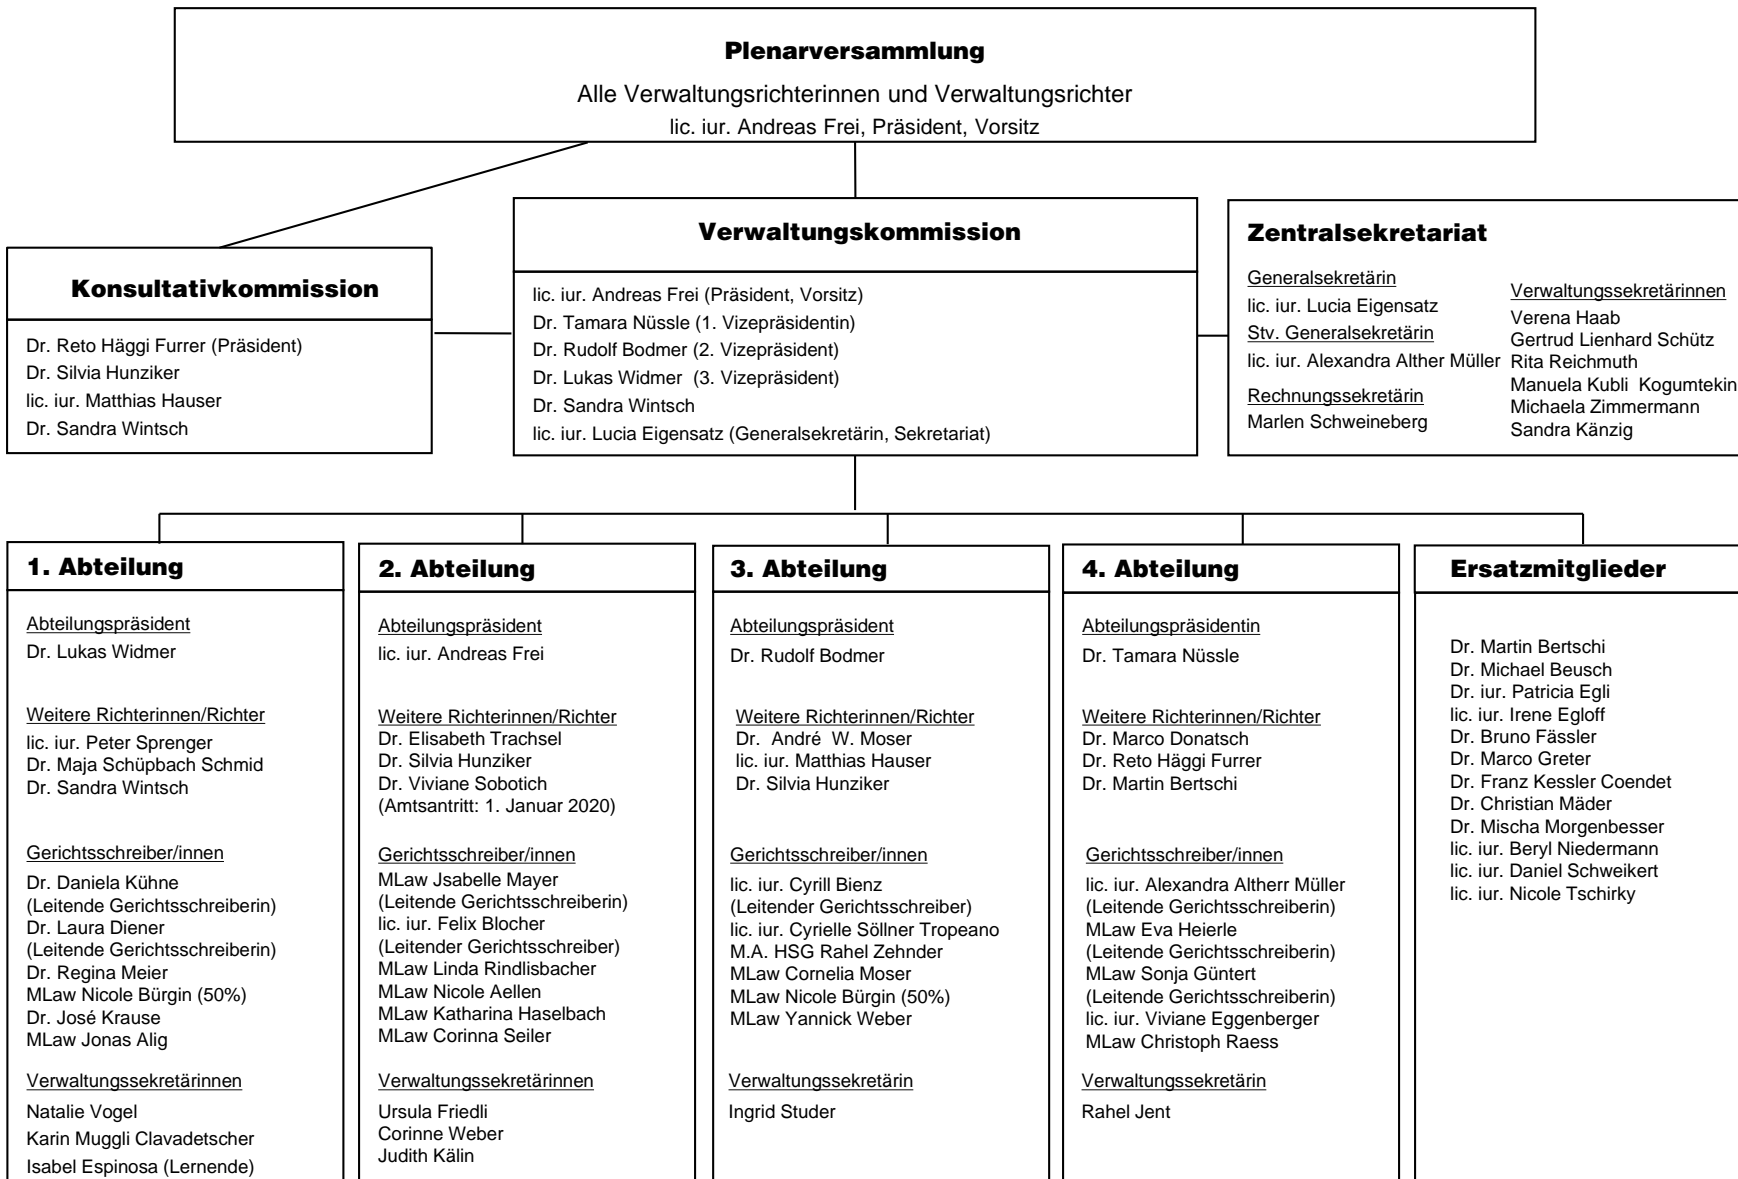 Plenarversammlung
Alle Verwaltungsrichterinnen und Verwaltungsrichter
lic. iur. Andreas Frei, Präsident, Vorsitz
Konsultativkommission
Dr. Reto Häggi Furrer (Präsident)
Dr. Silvia Hunziker
lic. iur. Matthias Hauser
Dr. Sandra Wintsch
Verwaltungskommission
lic. iur. Andreas Frei (Präsident, Vorsitz)
Dr. Tamara Nüssle (1. Vizepräsidentin)
Dr. Rudolf Bodmer (2. Vizepräsident)
Dr. Lukas Widmer  (3. Vizepräsident)
Dr. Sandra Wintsch
lic. iur. Lucia Eigensatz (Generalsekretärin, Sekretariat)
Zentralsekretariat
Generalsekretärin
lic. iur. Lucia Eigensatz
Stv. Generalsekretärin
lic. iur. Alexandra Alther Müller
Rechnungssekretärin
Marlen Schweineberg
Verwaltungssekretärinnen
Verena Haab
Gertrud Lienhard Schütz
Rita Reichmuth
Manuela Kubli  Kogumtekin
Michaela Zimmermann
Sandra Känzig
1. Abteilung
Abteilungspräsident
Dr. Lukas Widmer
Weitere Richterinnen/Richter
lic. iur. Peter Sprenger
Dr. Maja Schüpbach Schmid
Dr. Sandra Wintsch
Gerichtsschreiber/innen
Dr. Daniela Kühne
(Leitende Gerichtsschreiberin)
Dr. Laura Diener
(Leitende Gerichtsschreiberin)
Dr. Regina Meier
MLaw Nicole Bürgin (50%)
Dr. José Krause
MLaw Jonas Alig
Verwaltungssekretärinnen
Natalie Vogel
Karin Muggli Clavadetscher
Isabel Espinosa (Lernende)
2. Abteilung
Abteilungspräsident
lic. iur. Andreas Frei
Weitere Richterinnen/Richter
Dr. Elisabeth Trachsel
Dr. Silvia Hunziker
Dr. Viviane Sobotich
(Amtsantritt: 1. Januar 2020)
Gerichtsschreiber/innen
MLaw Jsabelle Mayer
(Leitende Gerichtsschreiberin)
lic. iur. Felix Blocher
(Leitender Gerichtsschreiber)
MLaw Linda Rindlisbacher
MLaw Nicole Aellen
MLaw Katharina Haselbach
MLaw Corinna Seiler
Verwaltungssekretärinnen
Ursula Friedli
Corinne Weber
Judith Kälin
3. Abteilung
Abteilungspräsident
Dr. Rudolf Bodmer
Weitere Richterinnen/Richter
Dr.  André  W. Moser
lic. iur. Matthias Hauser
Dr. Silvia Hunziker
Gerichtsschreiber/innen
lic. iur. Cyrill Bienz
(Leitender Gerichtsschreiber)
lic. iur. Cyrielle Söllner Tropeano
M.A. HSG Rahel Zehnder
MLaw Cornelia Moser
MLaw Nicole Bürgin (50%)
MLaw Yannick Weber
Verwaltungssekretärin
Ingrid Studer
4. Abteilung
Abteilungspräsidentin
Dr. Tamara Nüssle
Weitere Richterinnen/Richter
Dr. Marco Donatsch
Dr. Reto Häggi Furrer
Dr. Martin Bertschi
Gerichtsschreiber/innen
lic. iur. Alexandra Altherr Müller
(Leitende Gerichtsschreiberin)
MLaw Eva Heierle
(Leitende Gerichtsschreiberin)
MLaw Sonja Güntert
(Leitende Gerichtsschreiberin)
lic. iur. Viviane Eggenberger
MLaw Christoph Raess
Verwaltungssekretärin
Rahel Jent
Ersatzmitglieder
Dr. Martin Bertschi
Dr. Michael Beusch
Dr. iur. Patricia Egli
lic. iur. Irene Egloff
Dr. Bruno Fässler
Dr. Marco Greter
Dr. Franz Kessler Coendet
Dr. Christian Mäder
Dr. Mischa Morgenbesser
lic. iur. Beryl Niedermann
lic. iur. Daniel Schweikert
lic. iur. Nicole Tschirky